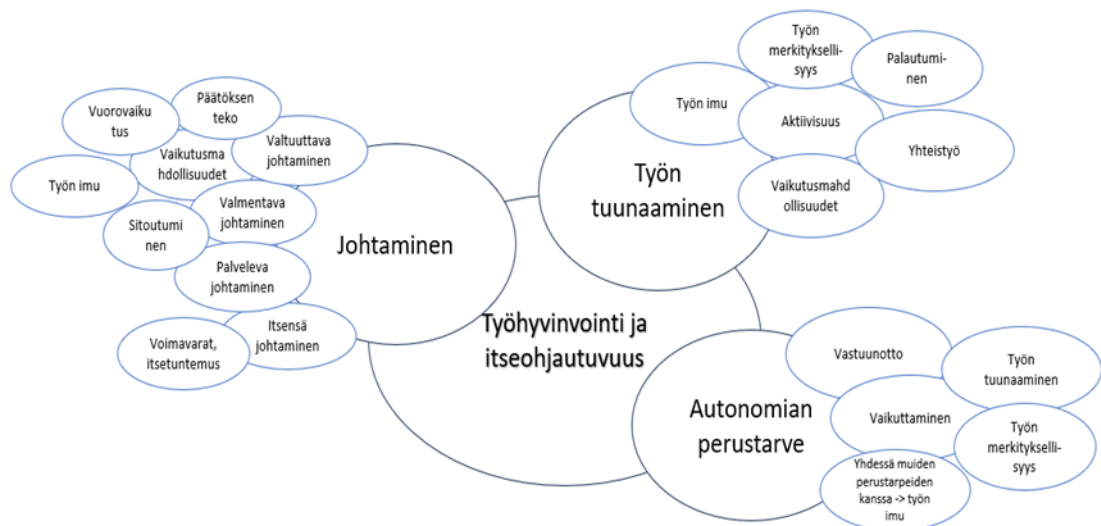 Vuorovaiku
tus
Päätöksen
teko
Vaikutusma
hdollisuudet
Valtuuttava
johtaminen
Työn imu
Valmentava
johtaminen
Sitoutumi
nen
Palveleva
johtaminen
Itsensä
johtaminen
Voimavarat,
itsetuntemus
Johtaminen
Työn
merkityksell-
syys
Palautumi-
nen
Työn imu
Aktiivisuus
Yhteistyö
Vaikutusmahd
ollisuudet
Työn
tuunaaminen
Työhyvinvointi ja
itseohjautuvuus
Autonomian
perustarve
Vastuunotto
Työn
tuunaaminen
Vaikuttaminen
Työn
merkitykselli-
syys
Yhdessä muiden
perustarpeiden
kanssa -> työn
imu